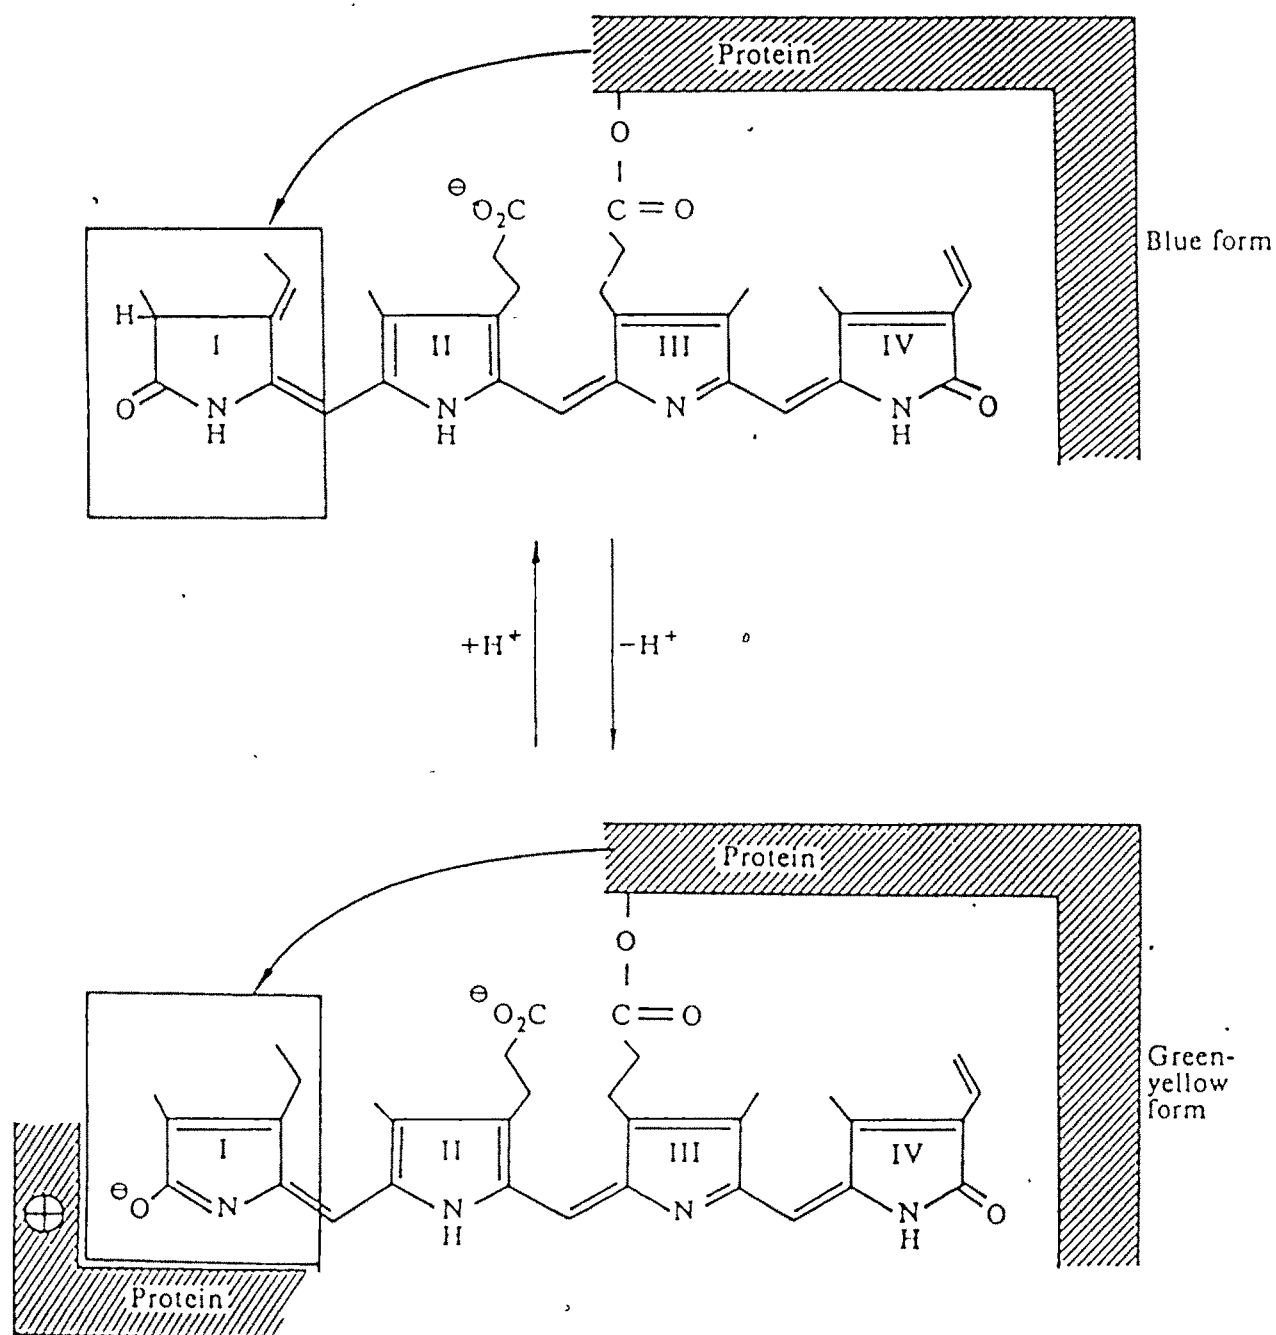 Protein
O
⊖
O₂C
C = O
Blue form
H
I
II
III
IV
O
N
H
N
H
N
N
H
O
+H⁺
−H⁺
Protein
O
⊖
O₂C
C = O
Green-
yellow
form
I
II
III
IV
⊖
O
N
N
H
N
N
H
O
⊕
Protein